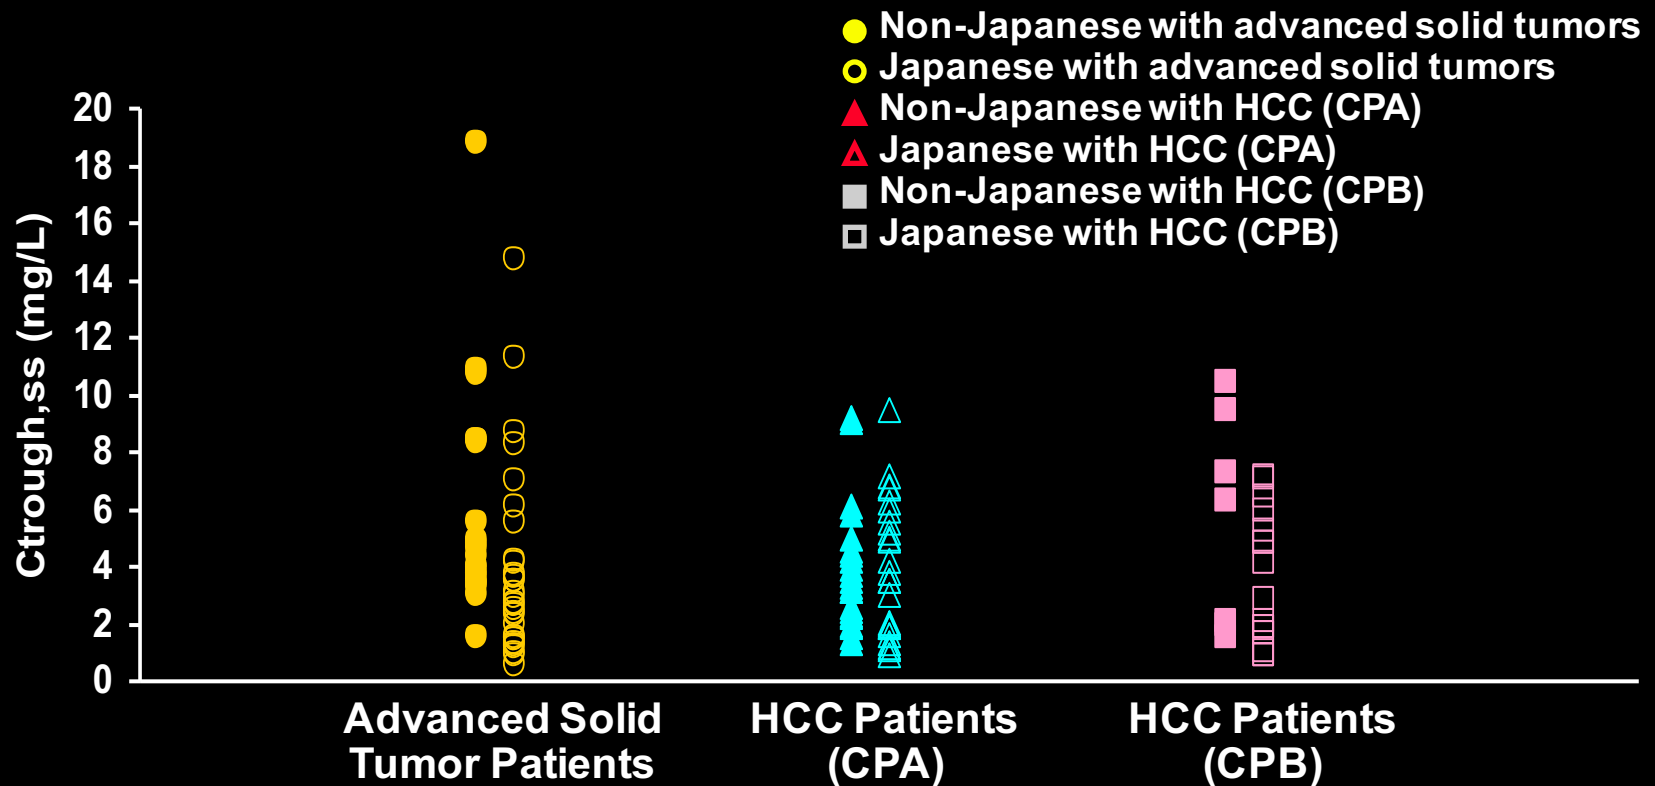 Non-Japanese with advanced solid tumors
Japanese with advanced solid tumors
Non-Japanese with HCC (CPA)
Japanese with HCC (CPA)
Non-Japanese with HCC (CPB)
Japanese with HCC (CPB)
Ctrough,ss (mg/L)
20
18
16
14
12
10
8
6
4
2
0
Advanced Solid
Tumor Patients
HCC Patients
(CPA)
HCC Patients
(CPB)